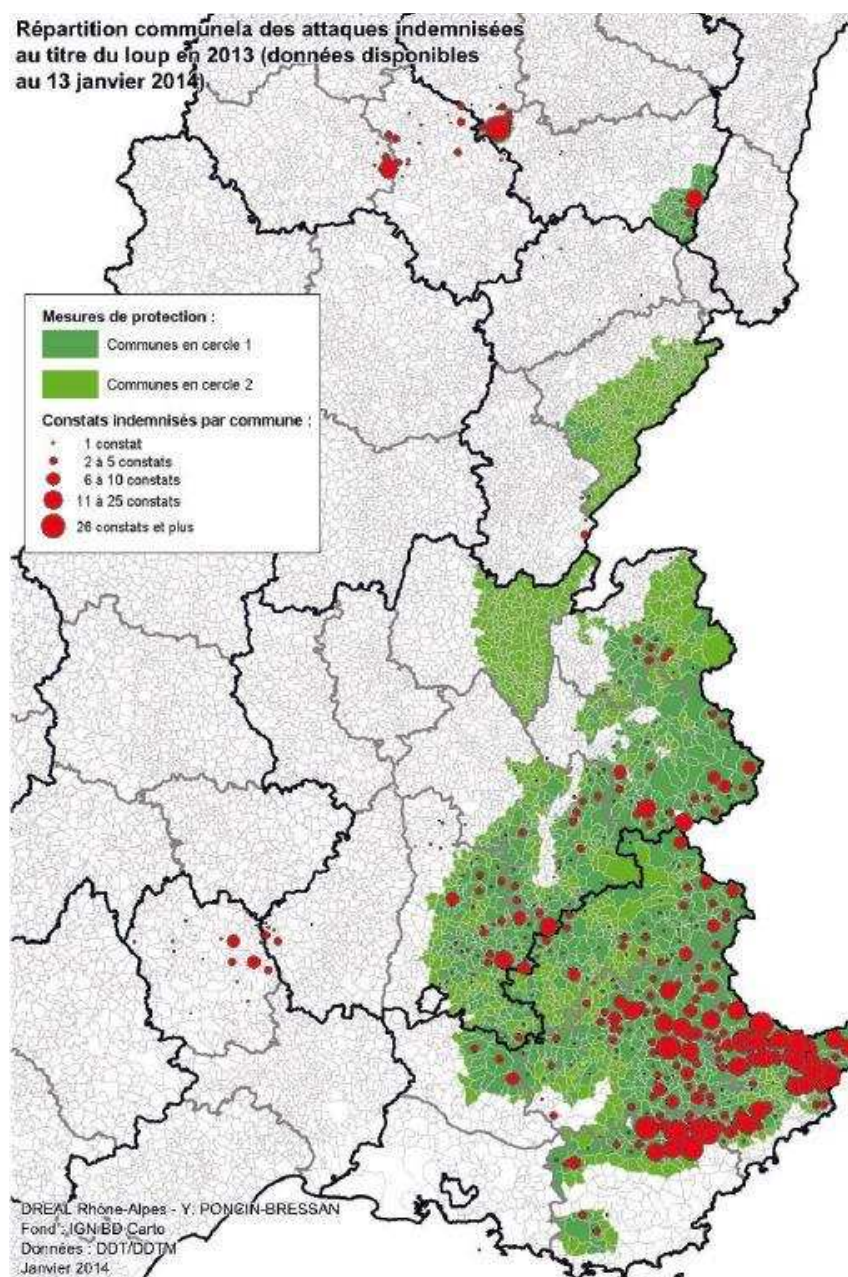 Répartition communela des attaques indemnisées
au titre du loup en 2013 (données disponibles
au 13 janvier 2014)
Mesures de protection :
Communes en cercle 1
Communes en cercle 2
Constats indemnisés par commune :
1 constat
2 à 5 constats
6 à 10 constats
11 à 25 constats
26 constats et plus
DREAL Rhône-Alpes - Y. PONCIN-BRESSAN
Fond : IGN BD Carto
Données : DDT/DDTM
Janvier 2014